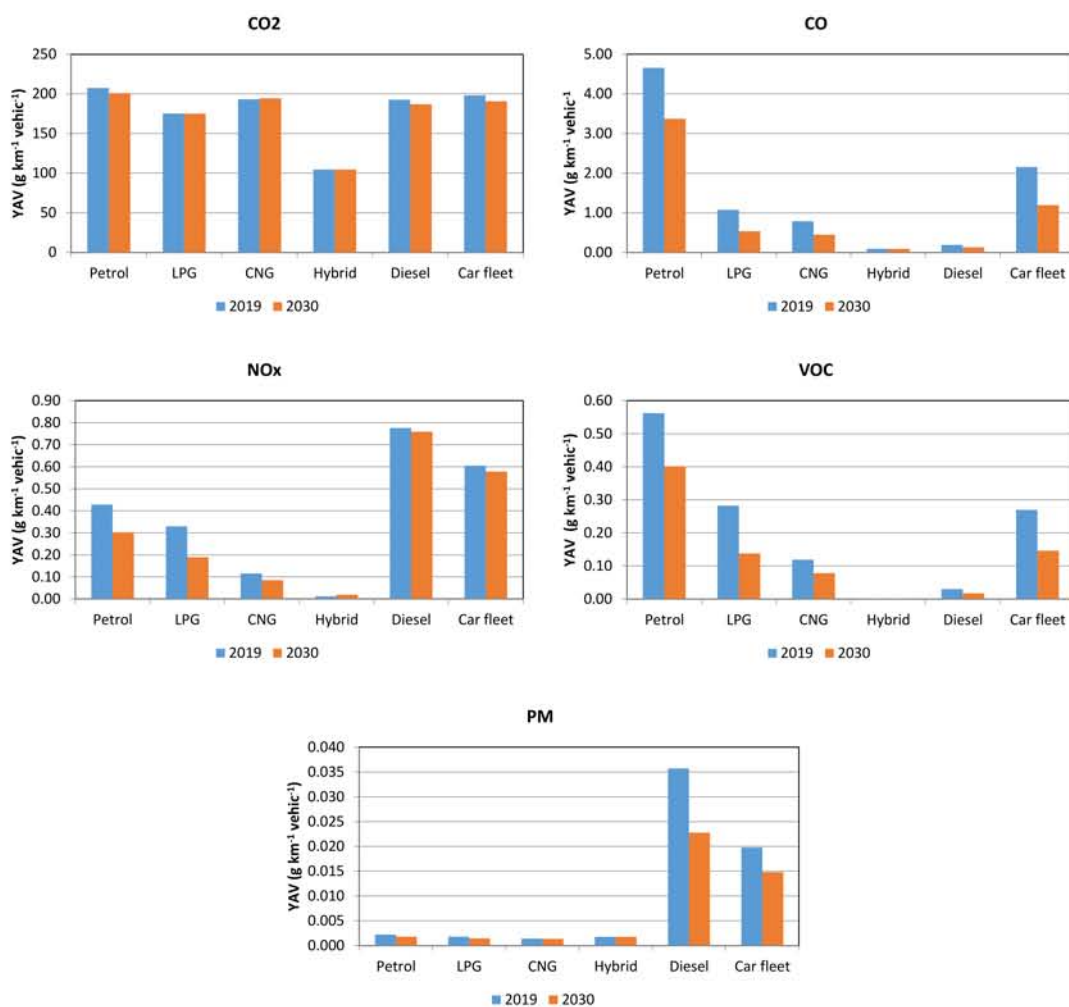 CO2
YAV (g km⁻¹ vehic⁻¹)
250
200
150
100
50
0
Petrol LPG CNG Hybrid Diesel Car fleet
2019 2030
CO
YAV (g km⁻¹ vehic⁻¹
5.00
4.00
3.00
2.00
1.00
0.00
Petrol LPG CNG Hybrid Diesel Car fleet
2019 2030
NOx
YAV (g km⁻¹ vehic⁻¹)
0.90
0.80
0.70
0.60
0.50
0.40
0.30
0.20
0.10
0.00
Petrol LPG CNG Hybrid Diesel Car fleet
2019 2030
VOC
YAV (g km⁻¹ vehic⁻¹)
0.60
0.50
0.40
0.30
0.20
0.10
0.00
Petrol LPG CNG Hybrid Diesel Car fleet
2019 2030
PM
YAV (g km⁻¹ vehic⁻¹)
0.040
0.035
0.030
0.025
0.020
0.015
0.010
0.005
0.000
Petrol LPG CNG Hybrid Diesel Car fleet
2019 2030